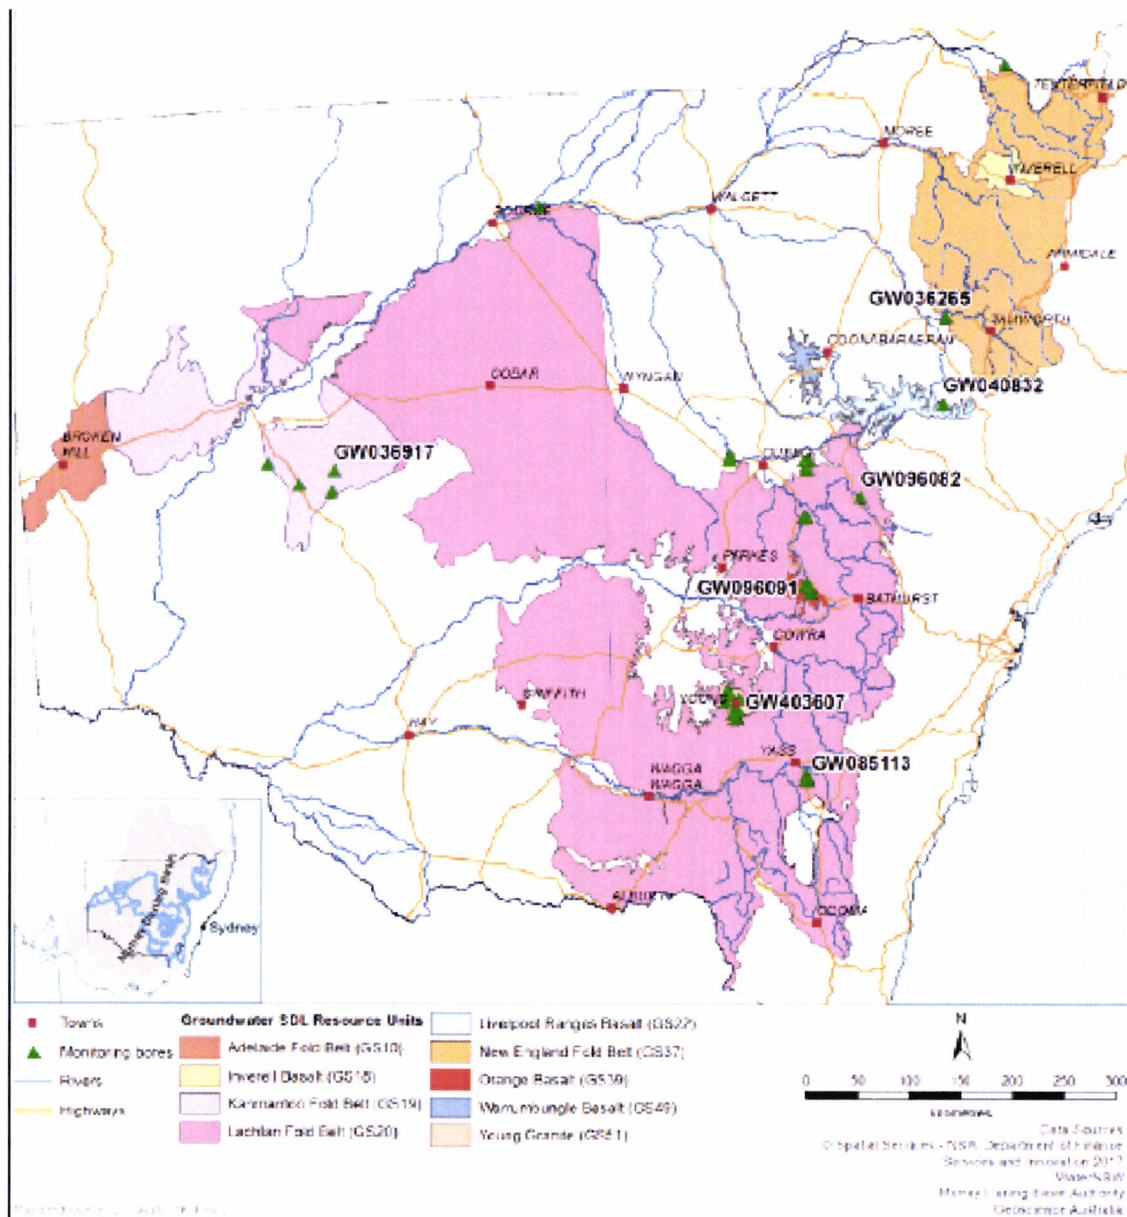 TENTERFIELD
MOREE
INVERELL
BOURKE
WALGETT
ARMIDALE
GW036265
TAMWORTH
COONABARABRAN
COBAR
NYNGAN
GW040832
BROKEN
HILL
GW036917
DUBBO
GW096082
PARKES
GW096091
BATHURST
COWRA
GRIFFITH
YOUNG
GW403607
HAY
YASS
GW085113
WAGGA
WAGGA
ALBURY
COOMA
Murray Darling Basin
Sydney
Towns
Monitoring bores
Rivers
Highways
Groundwater SDL Resource Units
Adelaide Fold Belt (GS10)
Inverell Basalt (GS18)
Kanmantoo Fold Belt (GS19)
Lachlan Fold Belt (GS20)
Liverpool Ranges Basalt (GS22)
New England Fold Belt (GS37)
Orange Basalt (GS39)
Warrumbungle Basalt (GS49)
Young Granite (GS51)
N
0 50 100 150 200 250 300
Kilometres
Data Sources
© Spatial Services - NSW Department of Finance
Services and Innovation 2017
WaterNSW
Murray Darling Basin Authority
Geoscience Australia